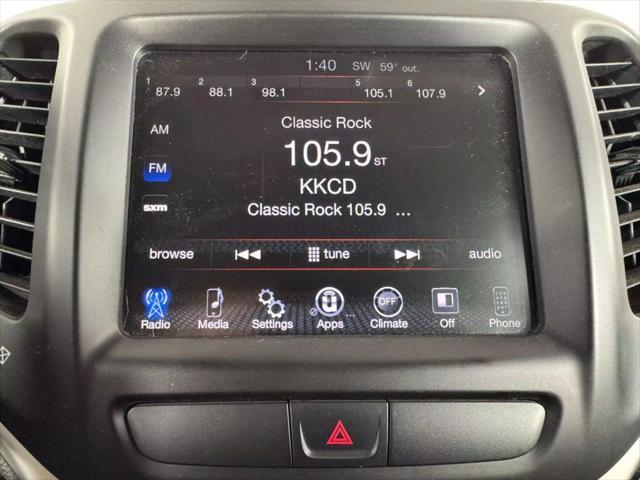 1:40 SW 59° out.
1 2 3 5 6
87.9 88.1 98.1 105.1 107.9 >
AM
Classic Rock
FM
105.9 ST
KKCD
sxm
Classic Rock 105.9 ...
browse tune audio
OFF
Radio Media Settings Apps Climate Off Phone